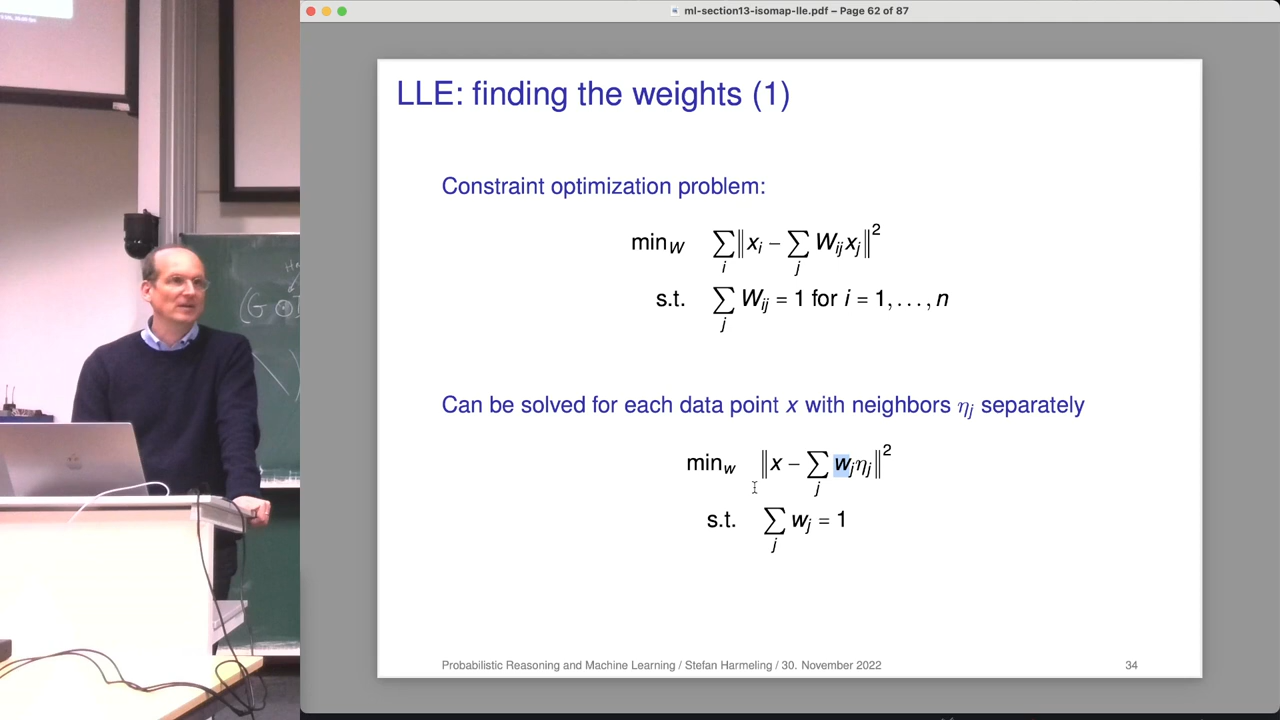 ml-section13-isomap-lle.pdf – Page 62 of 87
LLE: finding the weights (1)
Constraint optimization problem:
min_W ∑_i ‖x_i − ∑_j W_ij x_j‖²
s.t. ∑_j W_ij = 1 for i = 1, . . . , n
Can be solved for each data point x with neighbors η_j separately
min_w ‖x − ∑_j w_j η_j‖²
s.t. ∑_j w_j = 1
Probabilistic Reasoning and Machine Learning / Stefan Harmeling / 30. November 2022
34